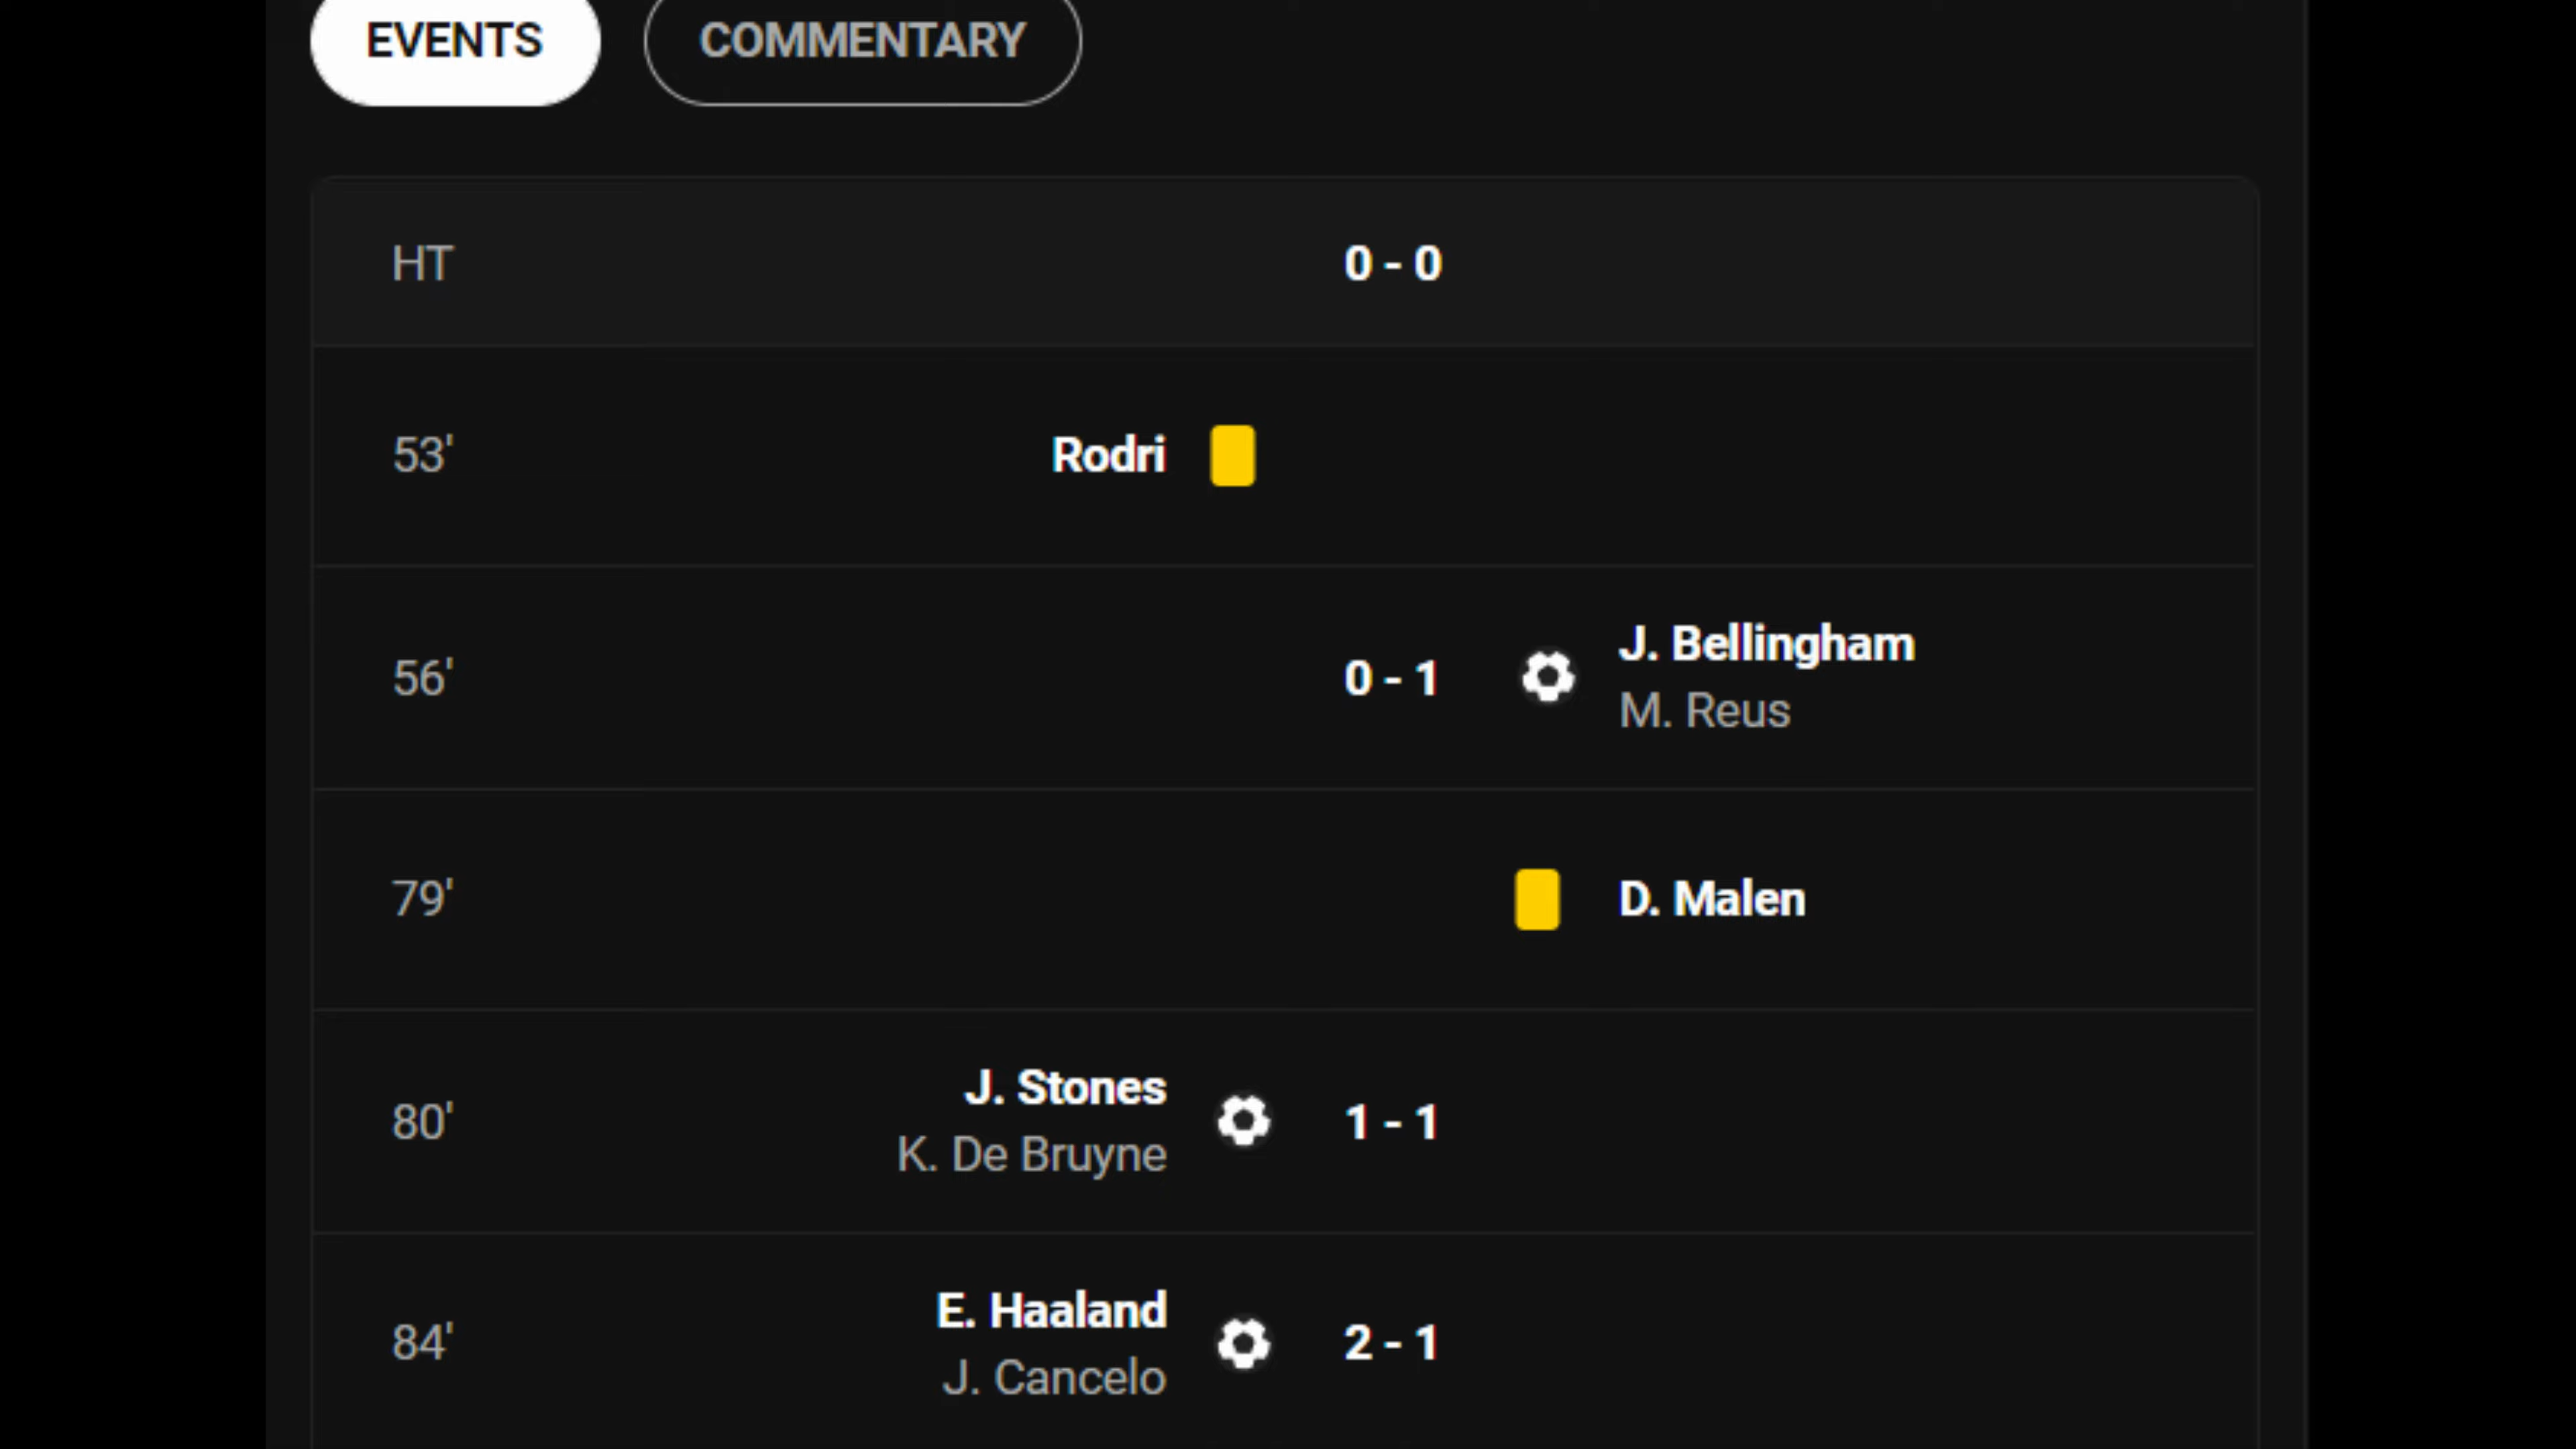 EVENTS COMMENTARY
HT 0 - 0
53' Rodri
56' 0 - 1 J. Bellingham
M. Reus
79' D. Malen
80' J. Stones 1 - 1
K. De Bruyne
84' E. Haaland 2 - 1
J. Cancelo